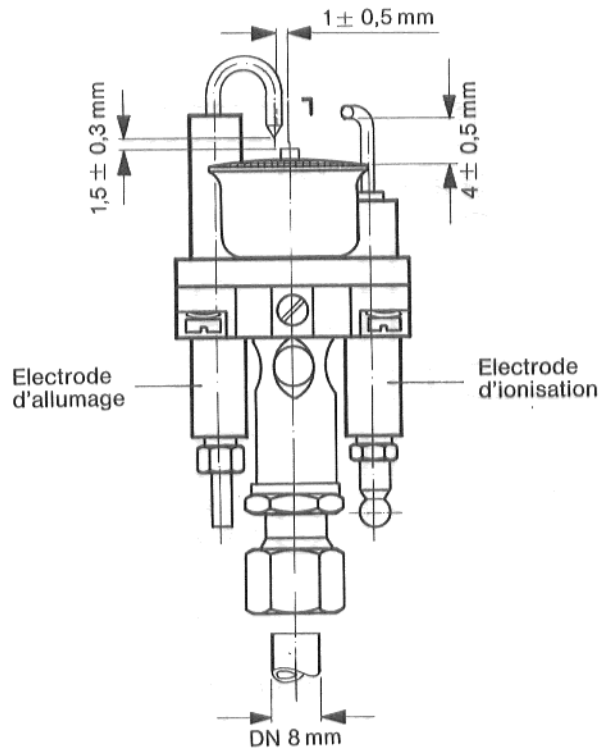 1 ± 0,5 mm
1,5 ± 0,3 mm
4 ± 0,5 mm
Electrode
d'allumage
Electrode
d'ionisation
DN 8 mm